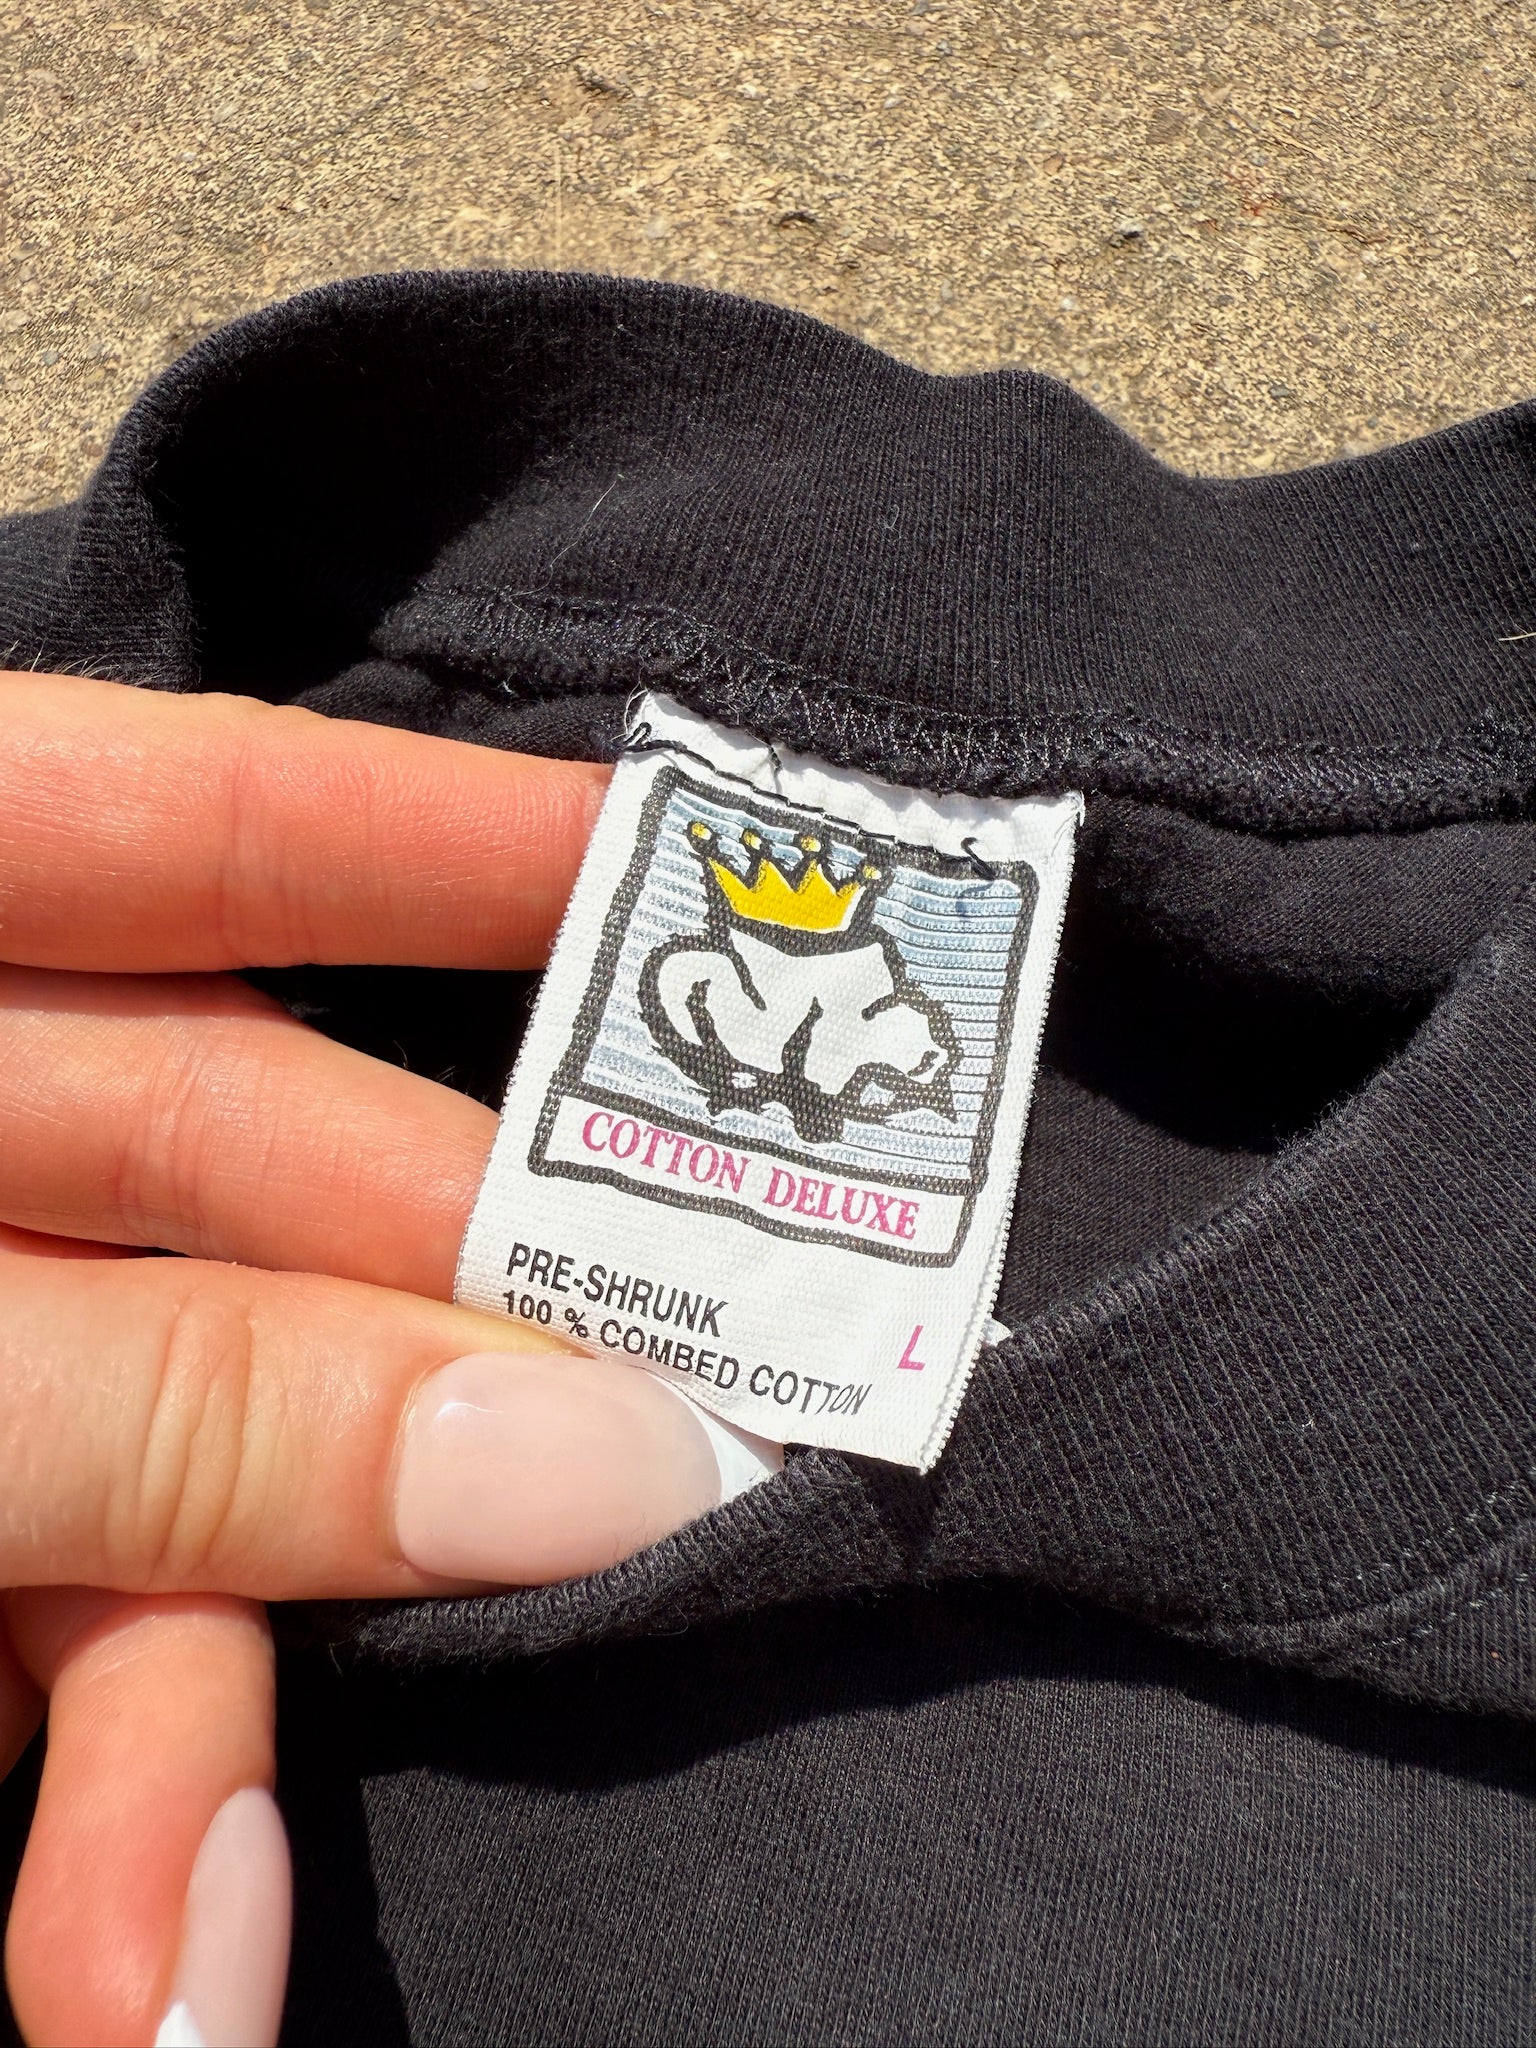 COTTON DELUXE
PRE-SHRUNK
100 % COMBED COTTON
L